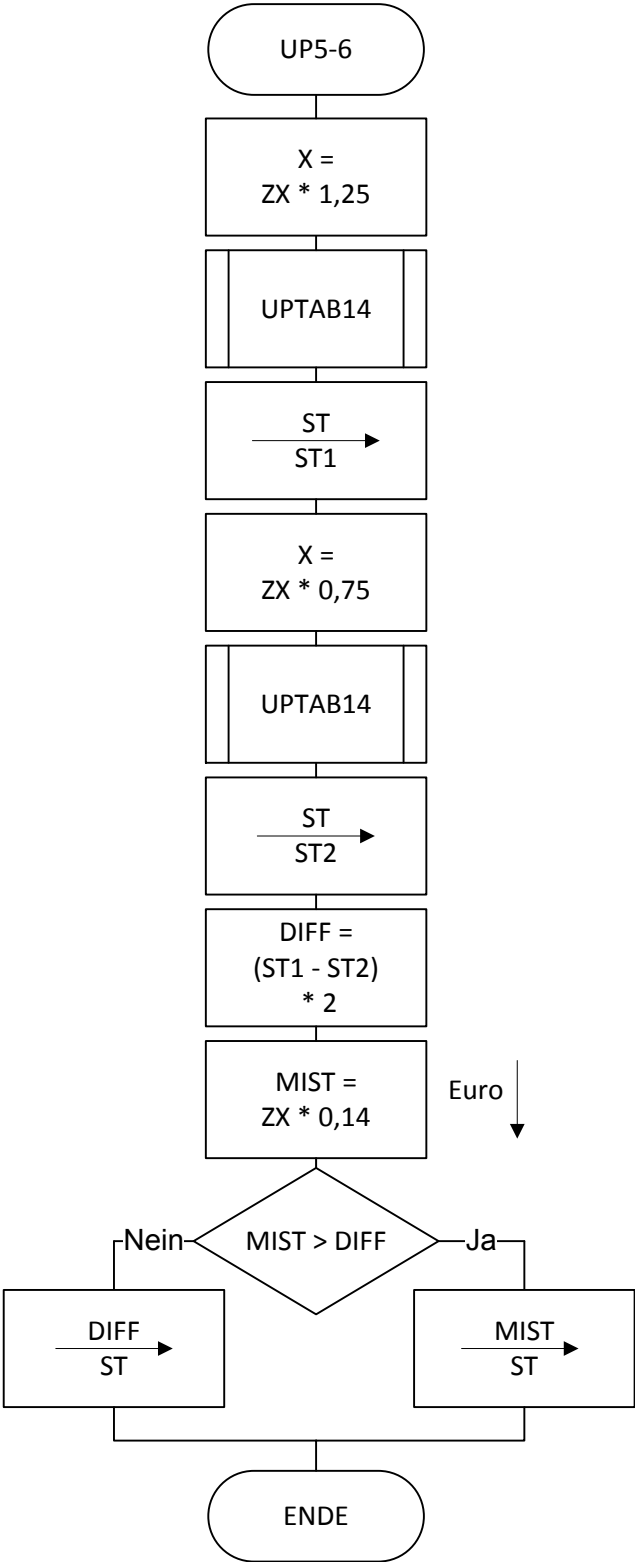 UP5-6
X =
ZX * 1,25
UPTAB14
ST
ST1
X =
ZX * 0,75
UPTAB14
ST
ST2
DIFF =
(ST1 - ST2)
* 2
MIST =
ZX * 0,14
Euro
MIST > DIFF
Nein
Ja
DIFF
ST
MIST
ST
ENDE